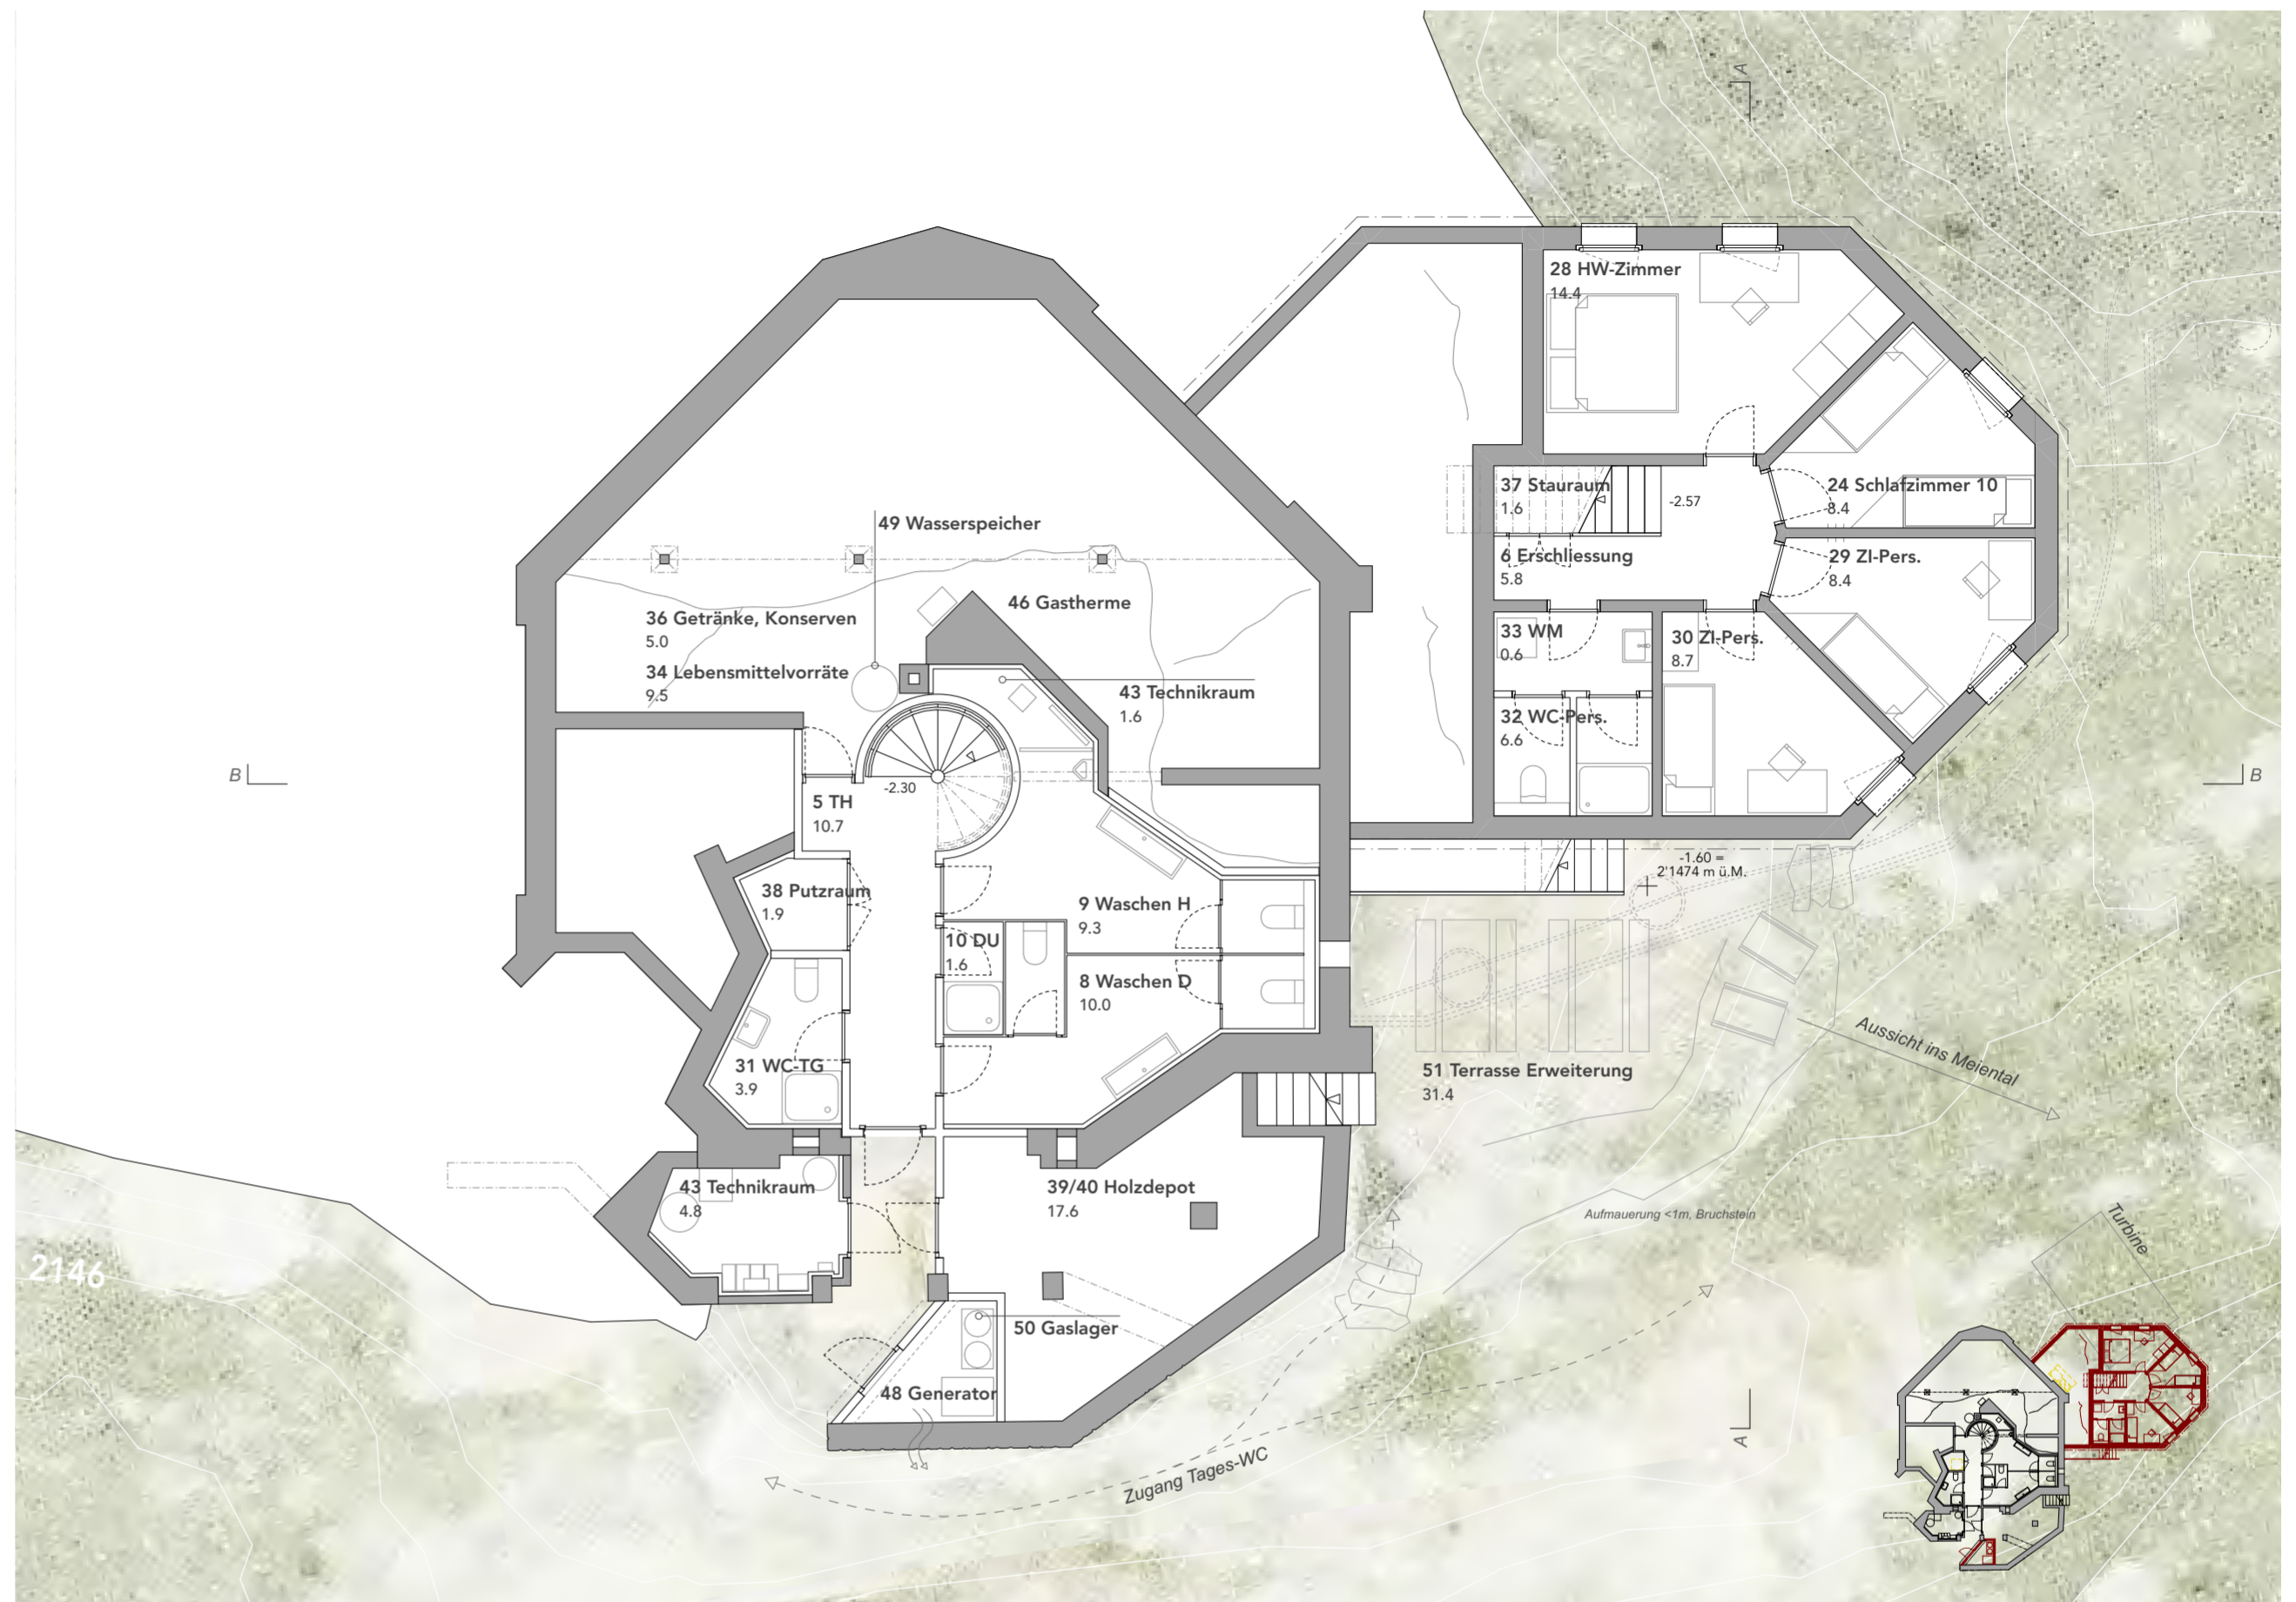 A
28 HW-Zimmer
14.4
37 Stauraum
1.6
-2.57
24 Schlafzimmer 10
8.4
6 Erschliessung
5.8
29 ZI-Pers.
8.4
33 WM
0.6
30 ZI-Pers.
8.7
32 WC-Pers.
6.6
49 Wasserspeicher
46 Gastherme
36 Getränke, Konserven
5.0
34 Lebensmittelvorräte
9.5
43 Technikraum
1.6
B
B
-2.30
5 TH
10.7
38 Putzraum
1.9
9 Waschen H
9.3
10 DU
1.6
8 Waschen D
10.0
31 WC-TG
3.9
-1.60 =
2'1474 m ü.M.
51 Terrasse Erweiterung
31.4
Aussicht ins Meiental
43 Technikraum
4.8
39/40 Holzdepot
17.6
Aufmauerung <1m, Bruchstein
Turbine
2146
50 Gaslager
48 Generator
Zugang Tages-WC
A